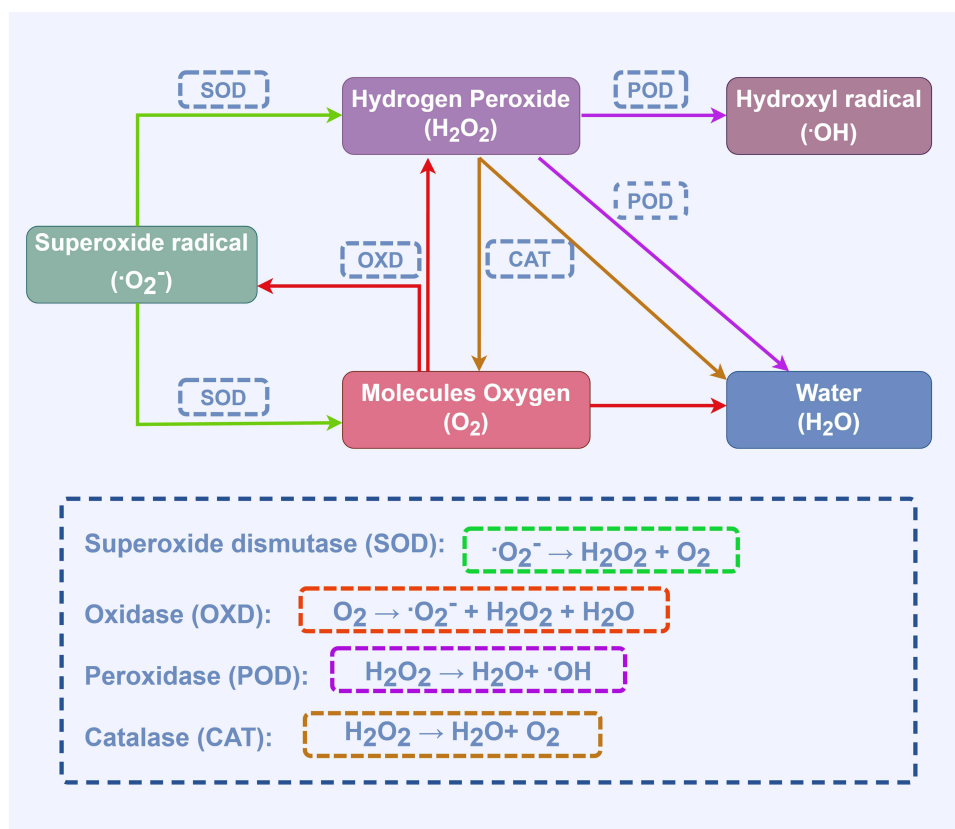 SOD
POD
Hydrogen Peroxide
(H₂O₂)
Hydroxyl radical
(·OH)
POD
Superoxide radical
(·O₂⁻)
OXD
CAT
SOD
Molecules Oxygen
(O₂)
Water
(H₂O)
Superoxide dismutase (SOD): ·O₂⁻ → H₂O₂ + O₂
Oxidase (OXD): O₂ → ·O₂⁻ + H₂O₂ + H₂O
Peroxidase (POD): H₂O₂ → H₂O+ ·OH
Catalase (CAT): H₂O₂ → H₂O+ O₂